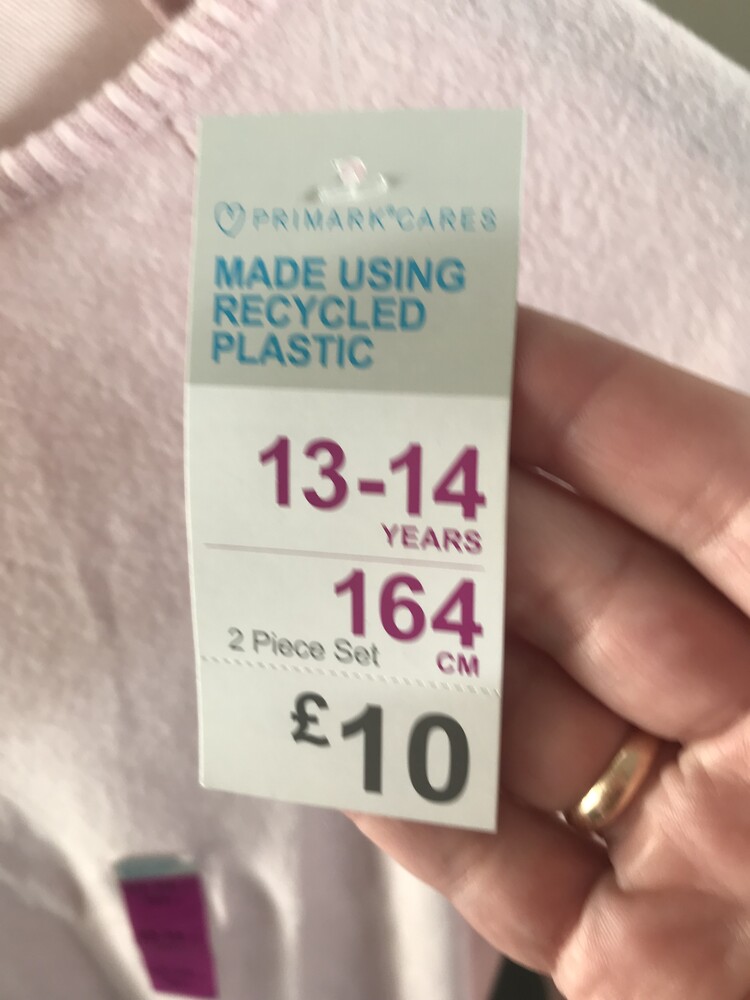 PRIMARK®CARES
MADE USING
RECYCLED
PLASTIC
13-14
YEARS
164
2 Piece Set CM
£10